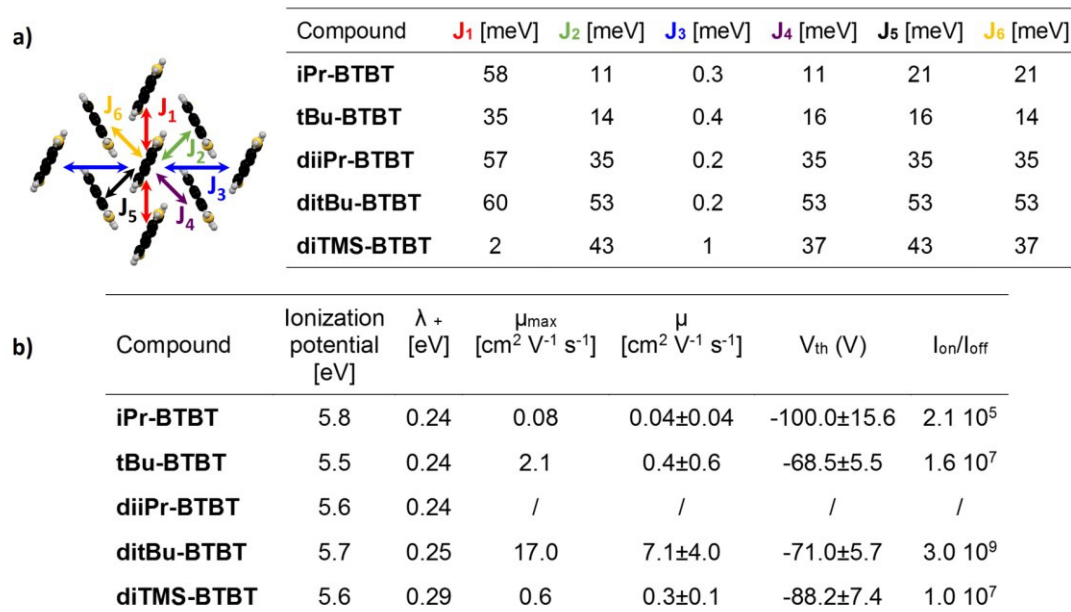 a)
J6
J1
J2
J3
J5
J4
Compound J1 [meV] J2 [meV] J3 [meV] J4 [meV] J5 [meV] J6 [meV]
iPr-BTBT 58 11 0.3 11 21 21
tBu-BTBT 35 14 0.4 16 16 14
diiPr-BTBT 57 35 0.2 35 35 35
ditBu-BTBT 60 53 0.2 53 53 53
diTMS-BTBT 2 43 1 37 43 37
b)
Compound Ionization potential [eV] λ + [eV] μmax [cm² V⁻¹ s⁻¹] μ [cm² V⁻¹ s⁻¹] Vth (V) Ion/Ioff
iPr-BTBT 5.8 0.24 0.08 0.04±0.04 -100.0±15.6 2.1 10⁵
tBu-BTBT 5.5 0.24 2.1 0.4±0.6 -68.5±5.5 1.6 10⁷
diiPr-BTBT 5.6 0.24 / / / /
ditBu-BTBT 5.7 0.25 17.0 7.1±4.0 -71.0±5.7 3.0 10⁹
diTMS-BTBT 5.6 0.29 0.6 0.3±0.1 -88.2±7.4 1.0 10⁷